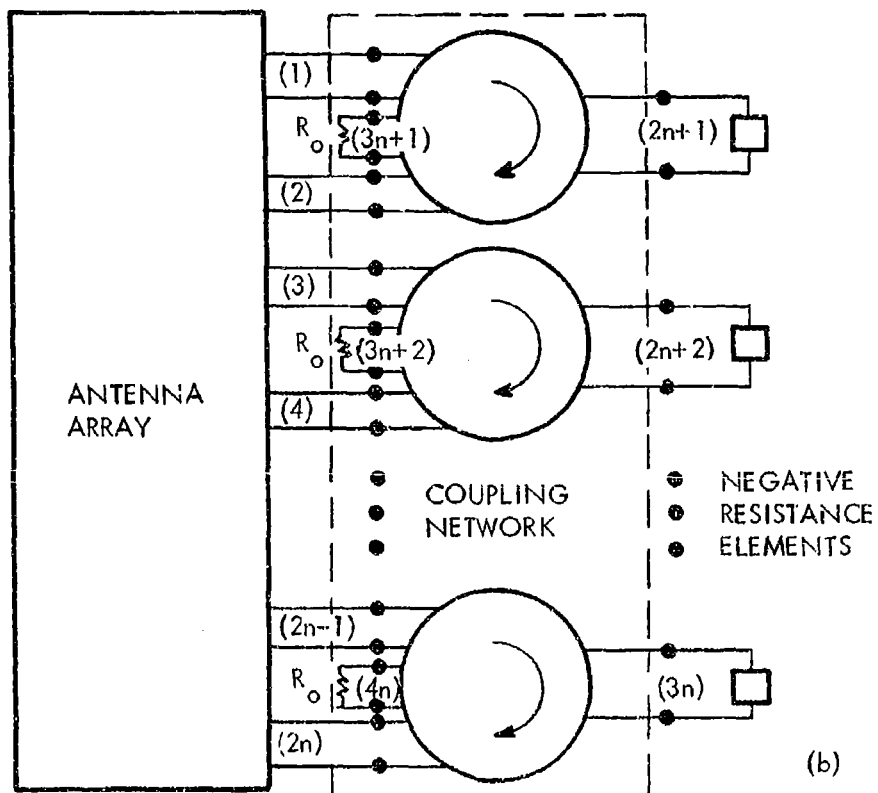 (1)
R
o
(3n+1)
(2n+1)
(2)
(3)
R
o
(3n+2)
(2n+2)
(4)
ANTENNA
ARRAY
COUPLING
NETWORK
NEGATIVE
RESISTANCE
ELEMENTS
(2n-1)
R
o
(4n)
(3n)
(2n)
(b)